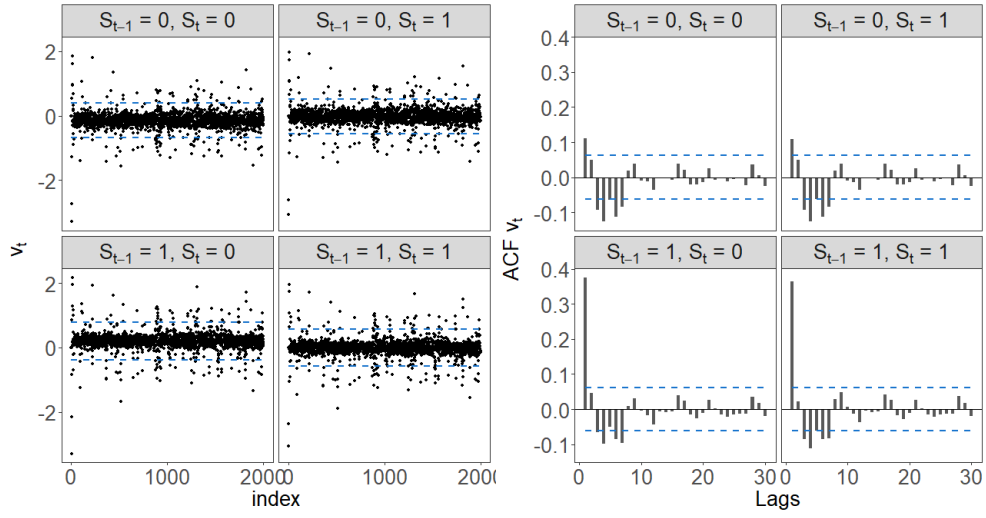 S_{t−1} = 0, S_t = 0
S_{t−1} = 0, S_t = 1
2
0
-2
S_{t−1} = 1, S_t = 0
S_{t−1} = 1, S_t = 1
2
0
-2
v_t
0
1000
2000
0
1000
2000
index
S_{t−1} = 0, S_t = 0
S_{t−1} = 0, S_t = 1
0.4
0.3
0.2
0.1
0.0
-0.1
S_{t−1} = 1, S_t = 0
S_{t−1} = 1, S_t = 1
0.4
0.3
0.2
0.1
0.0
-0.1
ACF v_t
0
10
20
30
0
10
20
30
Lags